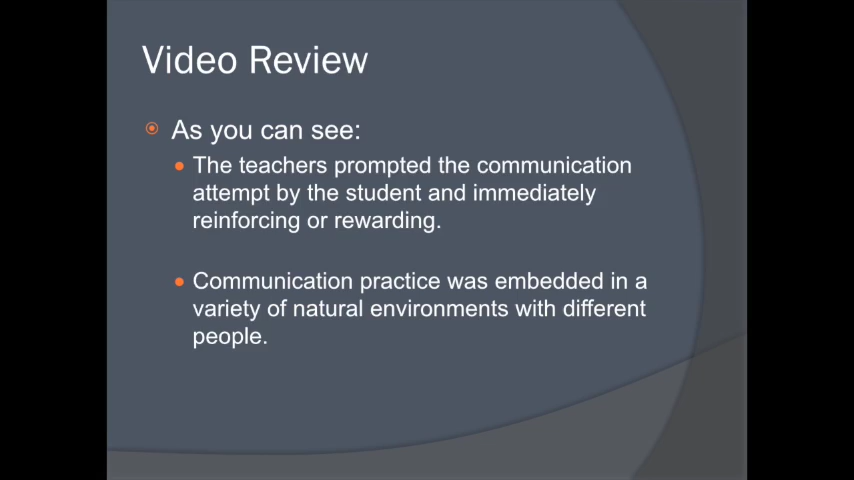 Video Review
As you can see:
The teachers prompted the communication
attempt by the student and immediately
reinforcing or rewarding.
Communication practice was embedded in a
variety of natural environments with different
people.